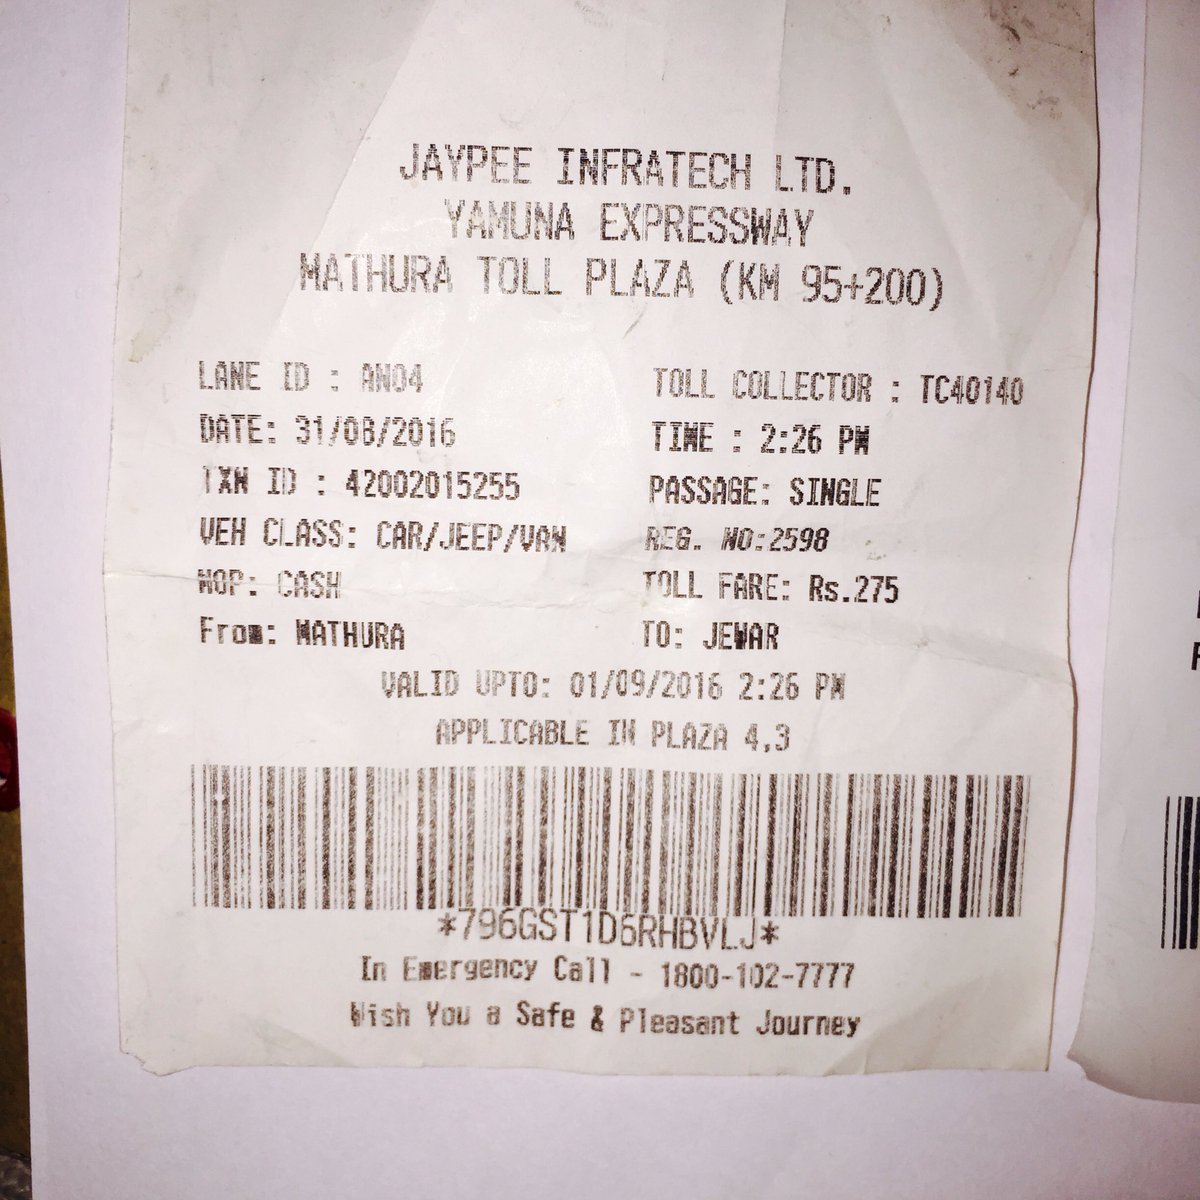 JAYPEE INFRATECH LTD.
YAMUNA EXPRESSWAY
MATHURA TOLL PLAZA (KM 95+200)
LANE ID : AN04 TOLL COLLECTOR : TC40140
DATE: 31/08/2016 TIME : 2:26 PM
TXN ID : 42002015255 PASSAGE: SINGLE
VEH CLASS: CAR/JEEP/VAN REG. NO:2598
MOP: CASH TOLL FARE: Rs.275
From: MATHURA TO: JEWAR
VALID UPTO: 01/09/2016 2:26 PM
APPLICABLE IN PLAZA 4,3
*796GST1D6RHBVLJ*
In Emergency Call - 1800-102-7777
Wish You a Safe & Pleasant Journey